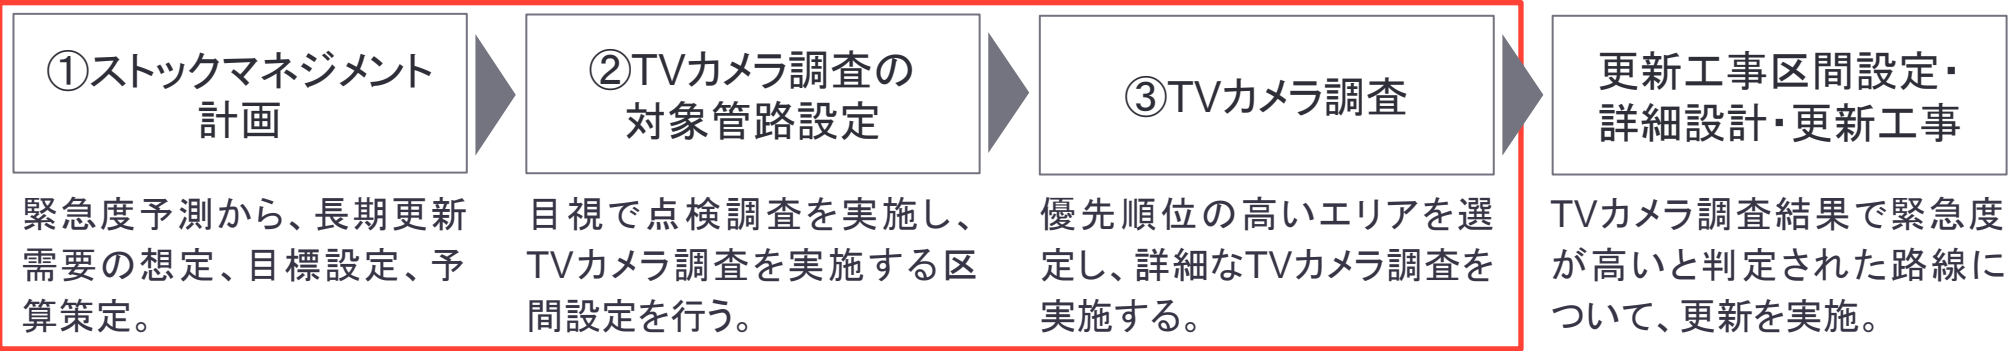 ①ストックマネジメント
計画
緊急度予測から、長期更新
需要の想定、目標設定、予
算策定。
②TVカメラ調査の
対象管路設定
目視で点検調査を実施し、
TVカメラ調査を実施する区
間設定を行う。
③TVカメラ調査
優先順位の高いエリアを選
定し、詳細なTVカメラ調査を
実施する。
更新工事区間設定・
詳細設計・更新工事
TVカメラ調査結果で緊急度
が高いと判定された路線に
ついて、更新を実施。